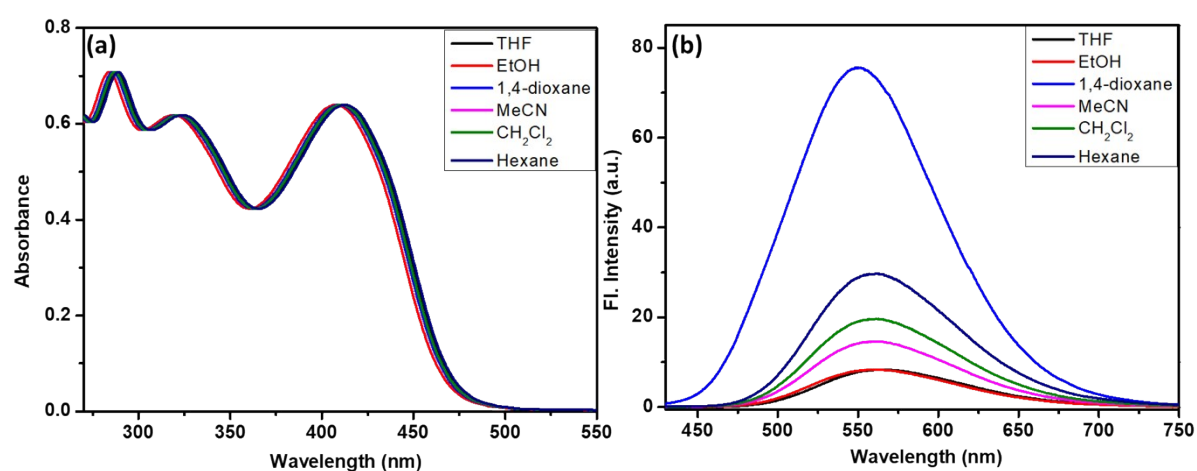 (a)
THF
EtOH
1,4-dioxane
MeCN
CH₂Cl₂
Hexane
0.8
0.6
0.4
0.2
0.0
Absorbance
300 350 400 450 500 550
Wavelength (nm)
(b)
THF
EtOH
1,4-dioxane
MeCN
CH₂Cl₂
Hexane
80
60
40
20
0
Fl. Intensity (a.u.)
450 500 550 600 650 700 750
Wavelength (nm)